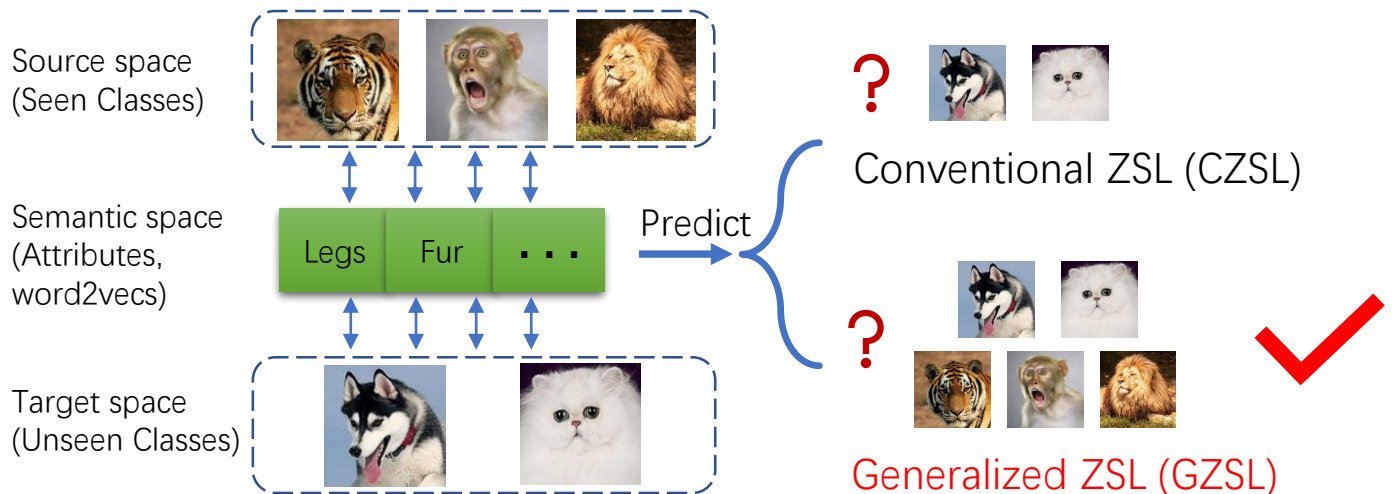 Source space
(Seen Classes)
?
Conventional ZSL (CZSL)
Semantic space
(Attributes,
word2vecs)
Legs
Fur
...
Predict
?
Target space
(Unseen Classes)
Generalized ZSL (GZSL)